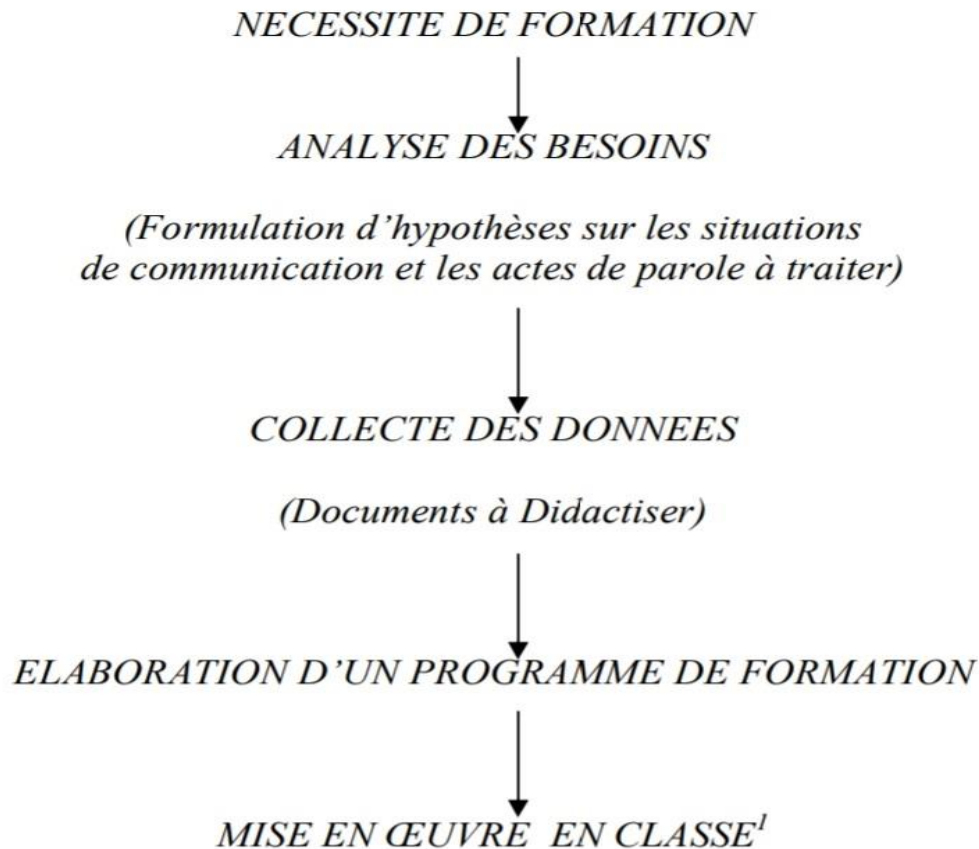 NECESSITE DE FORMATION
ANALYSE DES BESOINS
(Formulation d’hypothèses sur les situations
de communication et les actes de parole à traiter)
COLLECTE DES DONNEES
(Documents à Didactiser)
ELABORATION D’UN PROGRAMME DE FORMATION
MISE EN ŒUVRE EN CLASSE¹